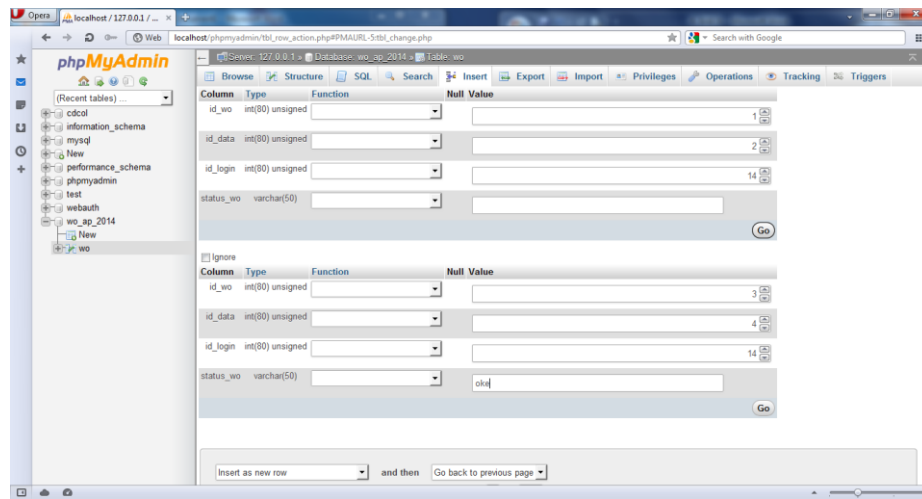 Opera
localhost / 127.0.0.1 / ...
Web
localhost/phpmyadmin/tbl_row_action.php#PMAURL-5:tbl_change.php
Search with Google
phpMyAdmin
(Recent tables) ...
cdcol
information_schema
mysql
New
performance_schema
phpmyadmin
test
webauth
wo_ap_2014
New
wo
Server: 127.0.0.1 » Database: wo_ap_2014 » Table: wo
Browse Structure SQL Search Insert Export Import Privileges Operations Tracking Triggers
Column Type Function Null Value
id_wo int(80) unsigned 1
id_data int(80) unsigned 2
id_login int(80) unsigned 14
status_wo varchar(50)
Go
Ignore
Column Type Function Null Value
id_wo int(80) unsigned 3
id_data int(80) unsigned 4
id_login int(80) unsigned 14
status_wo varchar(50) oke
Go
Insert as new row and then Go back to previous page